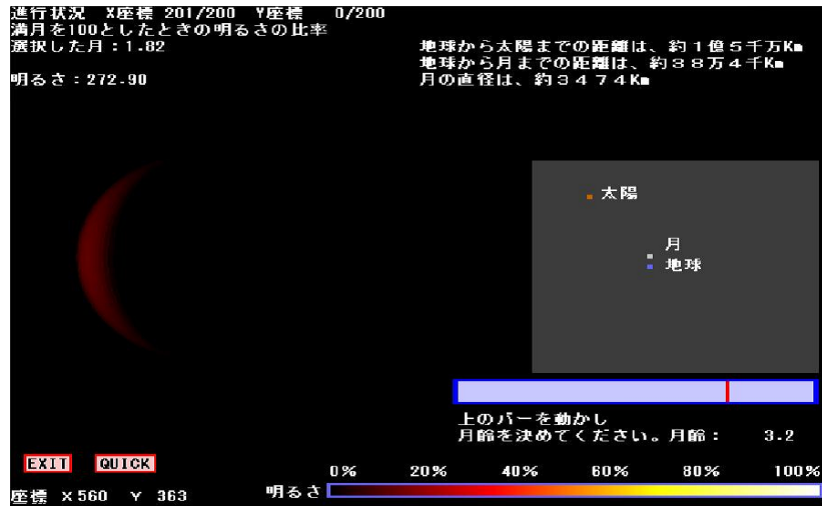 進行状況　X座標 201/200　Y座標　0/200
満月を100としたときの明るさの比率
選択した月：1.82
地球から太陽までの距離は、約１億５千万Km
地球から月までの距離は、約３８万４千Km
明るさ：272.90
月の直径は、約３４７４Km
太陽
月
地球
上のバーを動かし
月齢を決めてください。月齢：　3.2
EXIT QUICK
0% 20% 40% 60% 80% 100%
明るさ
座標 X 560 Y 363